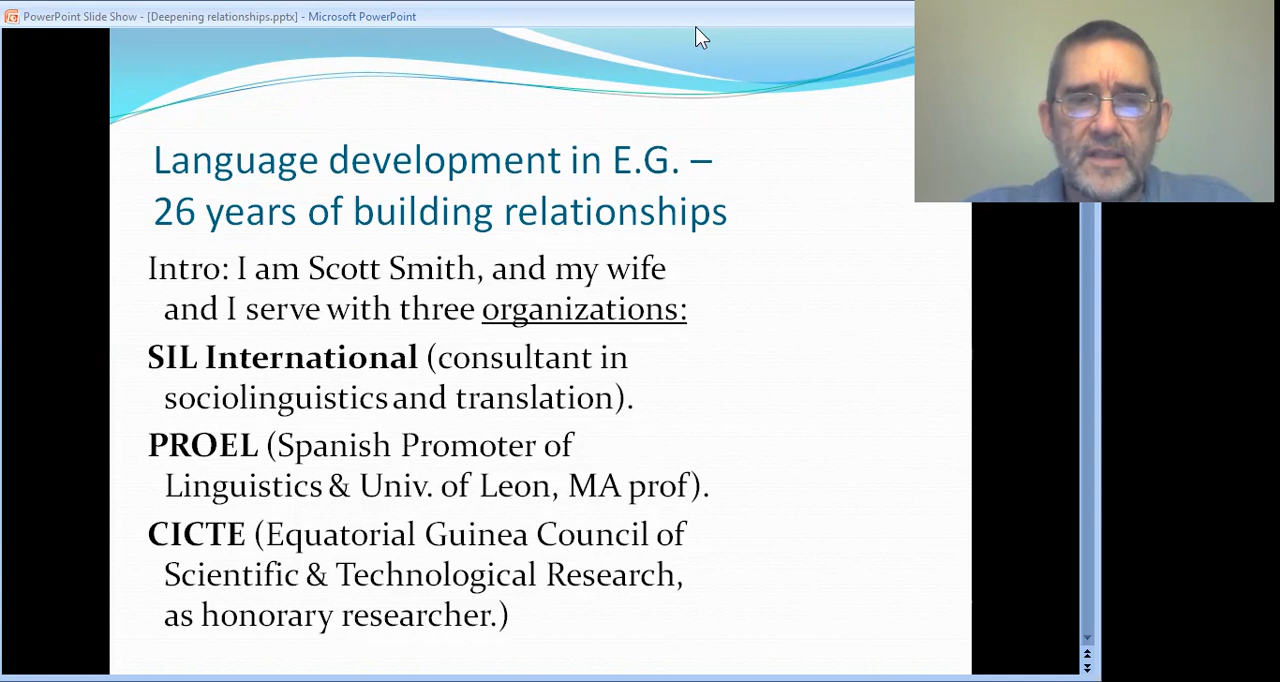 PowerPoint Slide Show - [Deepening relationships.pptx] - Microsoft PowerPoint
Language development in E.G. –
26 years of building relationships
Intro: I am Scott Smith, and my wife
and I serve with three organizations:
SIL International (consultant in
sociolinguistics and translation).
PROEL (Spanish Promoter of
Linguistics & Univ. of Leon, MA prof).
CICTE (Equatorial Guinea Council of
Scientific & Technological Research,
as honorary researcher.)